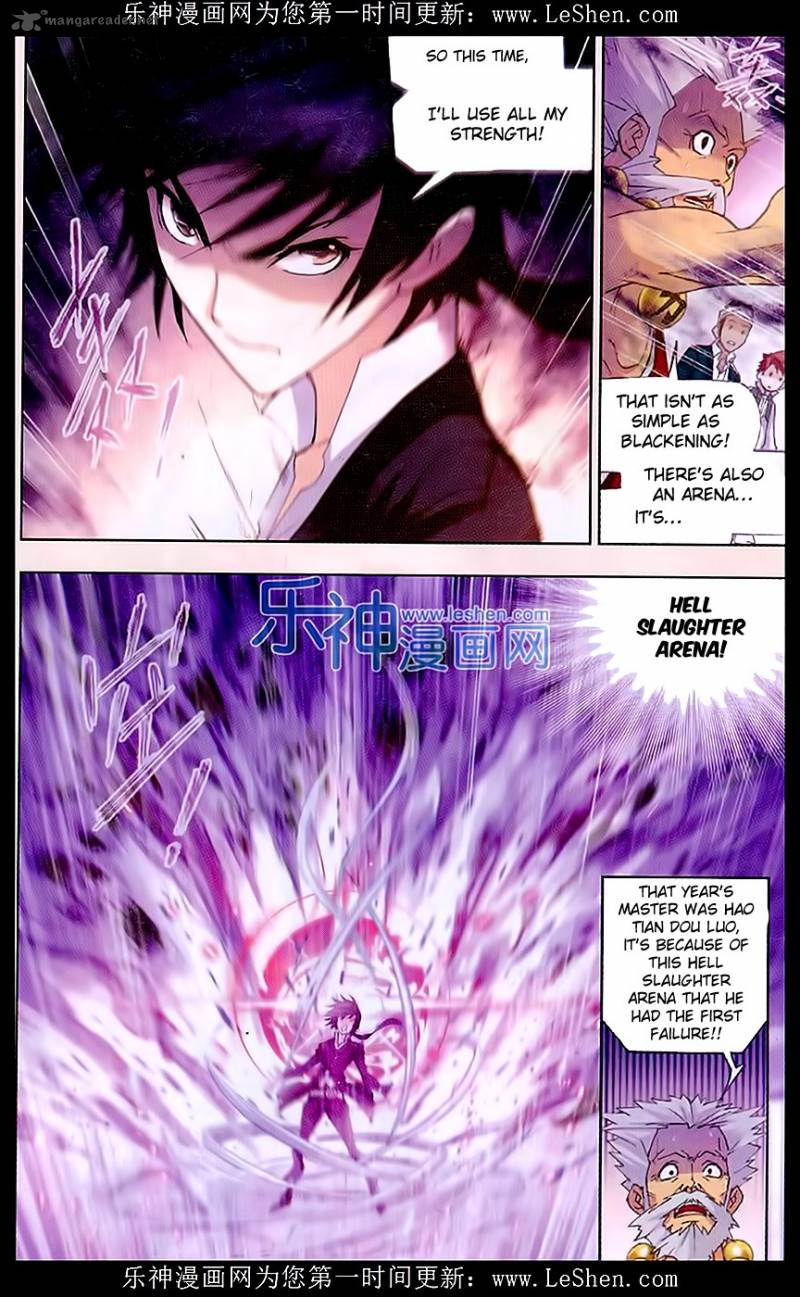 乐神漫画网为您第一时间更新：www.LeShen.com
mangareader.net
SO THIS TIME,
I'LL USE ALL MY
STRENGTH!
THAT ISN'T AS
SIMPLE AS
BLACKENING!
THERE'S ALSO
AN ARENA...
IT'S...
HELL
SLAUGHTER
ARENA!
乐神漫画网
www.leshen.com
THAT YEAR'S
MASTER WAS HAO
TIAN DOU LUO,
IT'S BECAUSE OF
THIS HELL
SLAUGHTER
ARENA THAT HE
HAD THE FIRST
FAILURE!!
乐神漫画网为您第一时间更新：www.LeShen.com